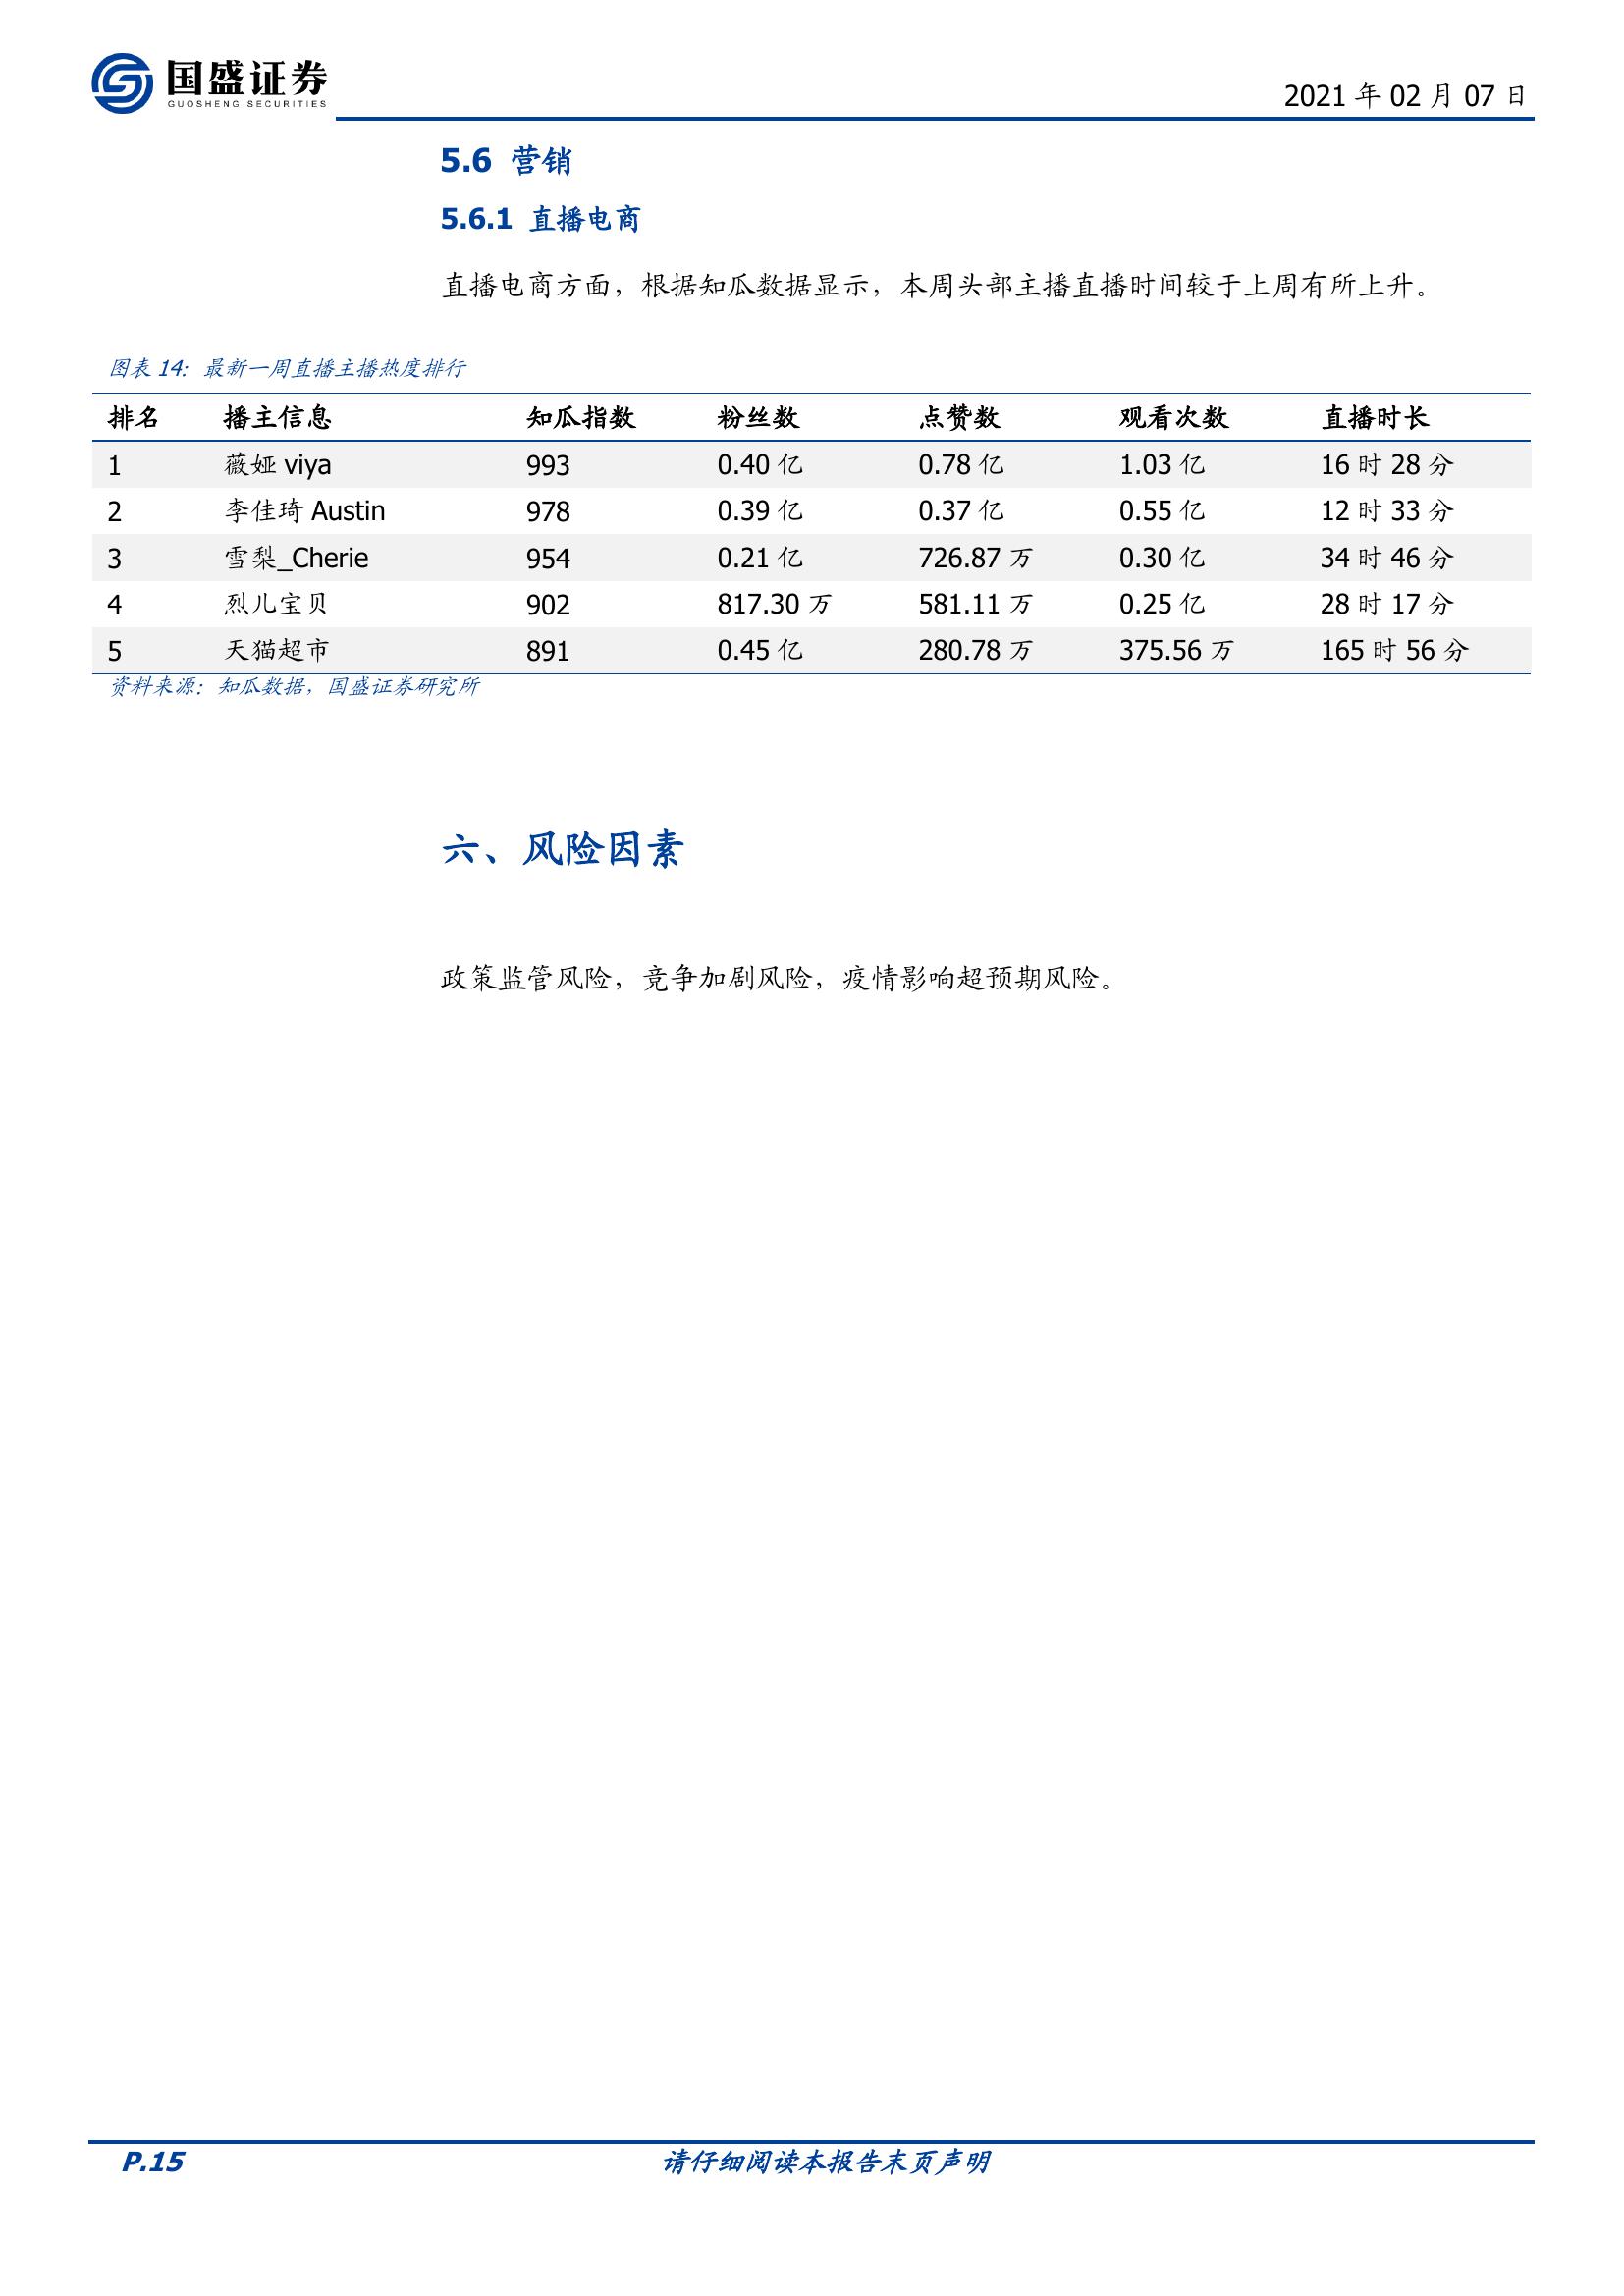 国盛证券
GUOSHENG SECURITIES
2021 年 02 月 07 日
5.6 营销
5.6.1 直播电商
直播电商方面，根据知瓜数据显示，本周头部主播直播时间较于上周有所上升。
图表 14：最新一周直播主播热度排行
排名 播主信息 知瓜指数 粉丝数 点赞数 观看次数 直播时长
1 薇娅 viya 993 0.40 亿 0.78 亿 1.03 亿 16 时 28 分
2 李佳琦 Austin 978 0.39 亿 0.37 亿 0.55 亿 12 时 33 分
3 雪梨_Cherie 954 0.21 亿 726.87 万 0.30 亿 34 时 46 分
4 烈儿宝贝 902 817.30 万 581.11 万 0.25 亿 28 时 17 分
5 天猫超市 891 0.45 亿 280.78 万 375.56 万 165 时 56 分
资料来源：知瓜数据，国盛证券研究所
六、风险因素
政策监管风险，竞争加剧风险，疫情影响超预期风险。
P.15 请仔细阅读本报告末页声明